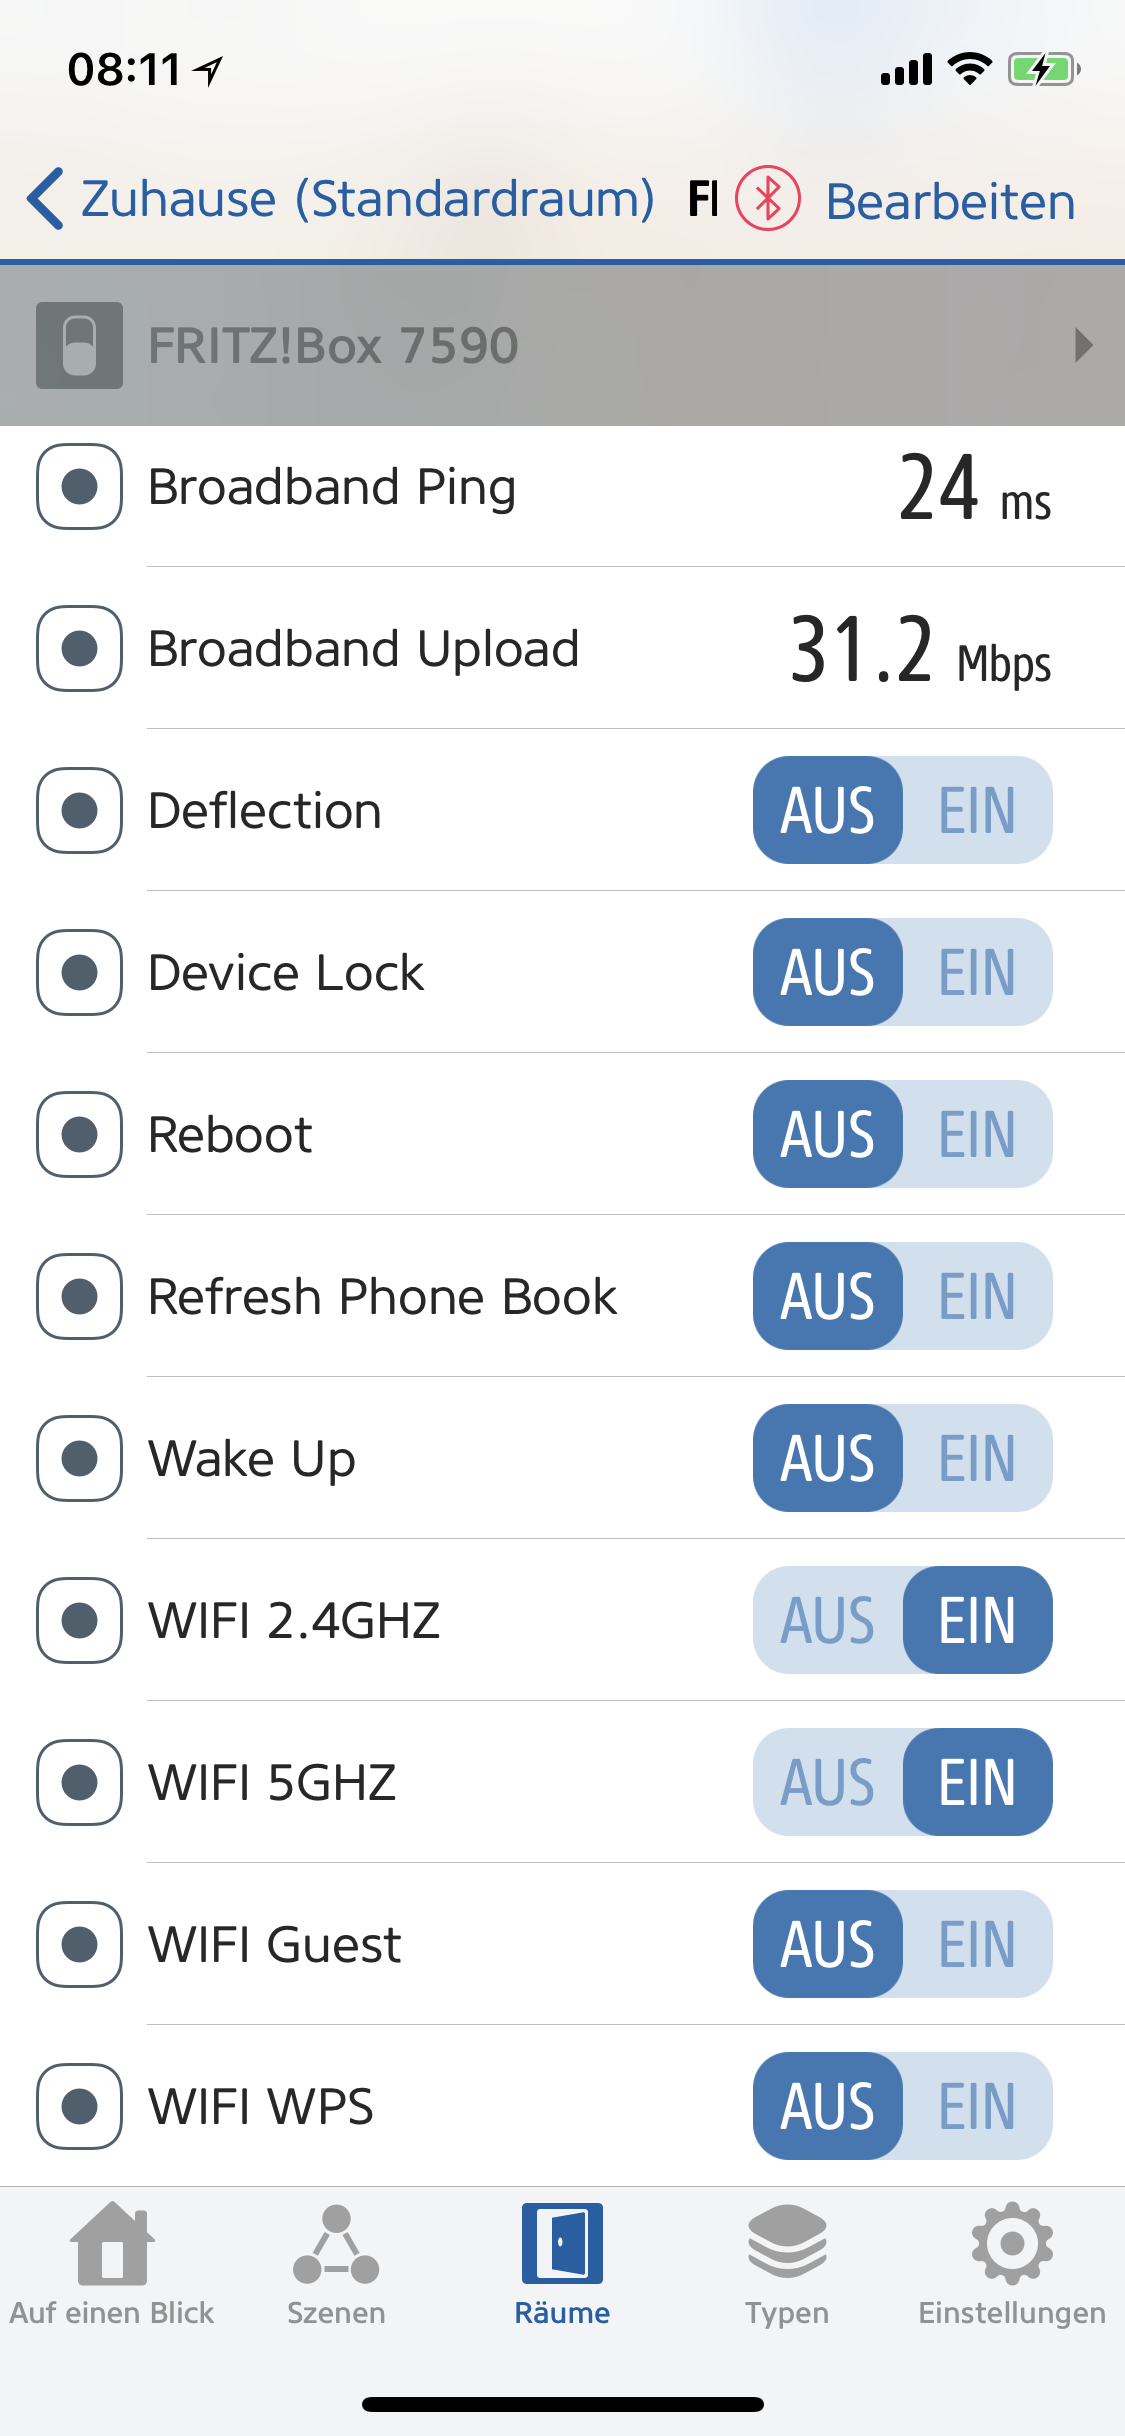 08:11
Zuhause (Standardraum) Bearbeiten
FRITZ!Box 7590
Broadband Ping 24 ms
Broadband Upload 31.2 Mbps
Deflection AUS EIN
Device Lock AUS EIN
Reboot AUS EIN
Refresh Phone Book AUS EIN
Wake Up AUS EIN
WIFI 2.4GHZ AUS EIN
WIFI 5GHZ AUS EIN
WIFI Guest AUS EIN
WIFI WPS AUS EIN
Auf einen Blick Szenen Räume Typen Einstellungen